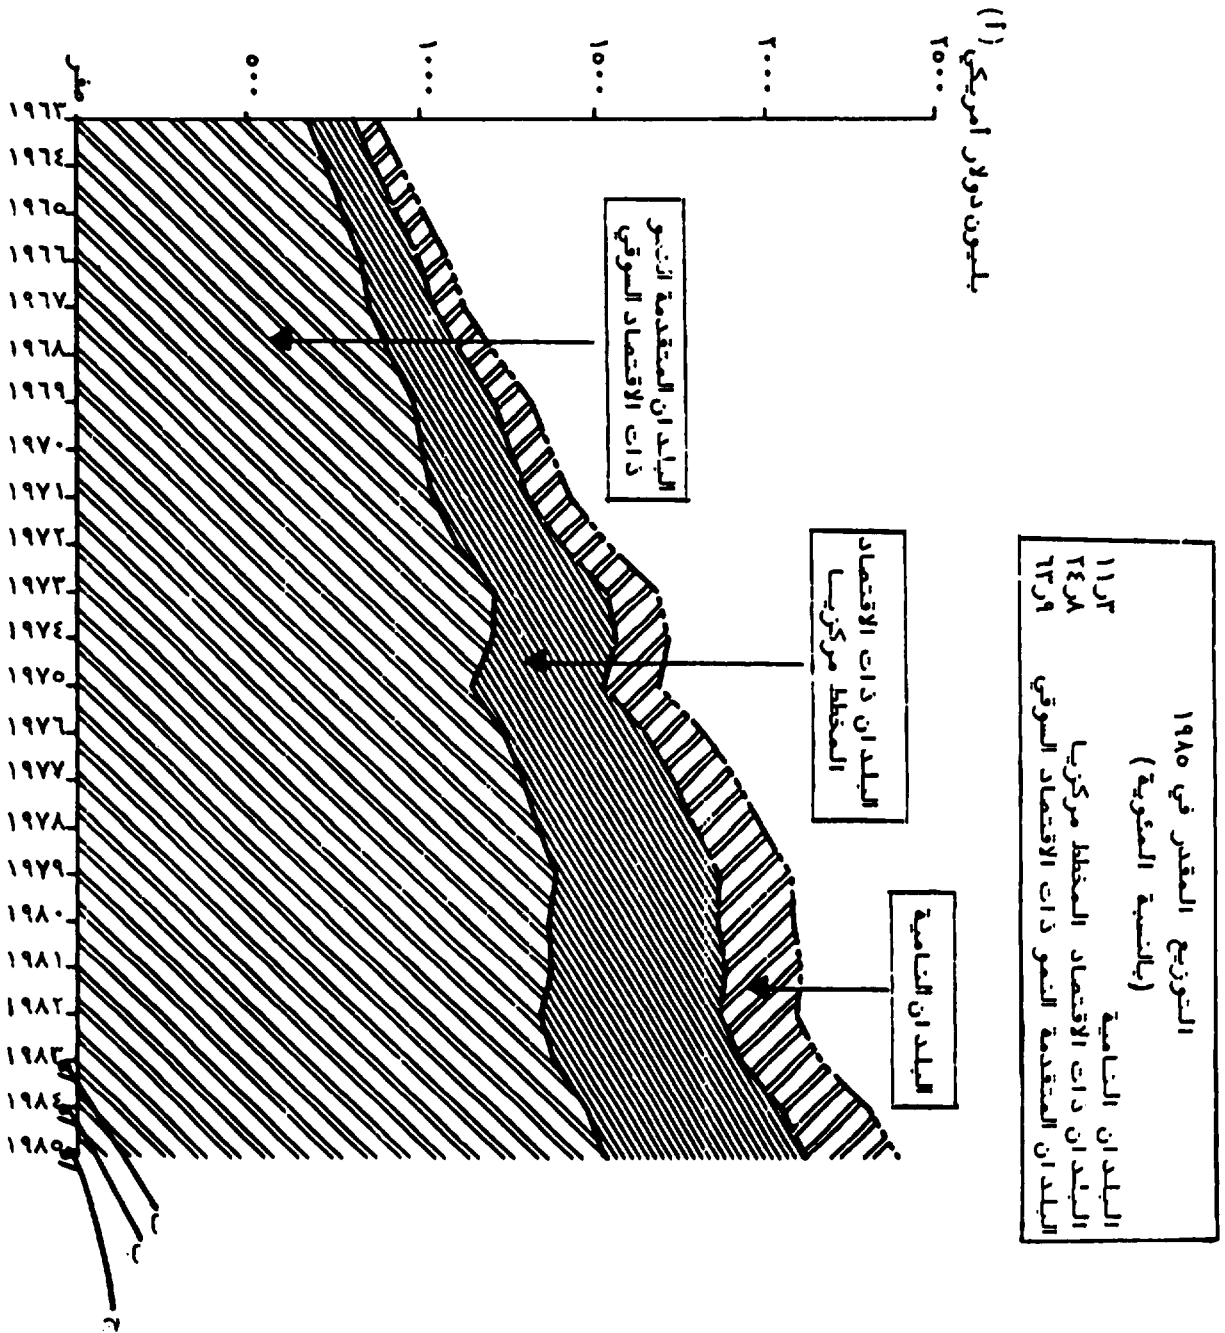 بليون دولار أمريكي (أ)
٢٥٠٠
٢٠٠٠
١٥٠٠
١٠٠٠
٥٠٠
صفر
١٩٦٣
١٩٦٤
١٩٦٥
١٩٦٦
١٩٦٧
١٩٦٨
١٩٦٩
١٩٧٠
١٩٧١
١٩٧٢
١٩٧٣
١٩٧٤
١٩٧٥
١٩٧٦
١٩٧٧
١٩٧٨
١٩٧٩
١٩٨٠
١٩٨١
١٩٨٢
١٩٨٣
١٩٨٤
١٩٨٥
ب
ب
ج
البلدان المتقدمة النمو
ذات الاقتصاد السوقي
البلدان ذات الاقتصاد
المخطط مركزيا
البلدان النامية
التوزيع المقدر في ١٩٨٥
(بالنسبة المئوية)
البلدان النامية ١١٫٣
البلدان ذات الاقتصاد المخطط مركزيا ٢٤٫٨
البلدان المتقدمة النمو ذات الاقتصاد السوقي ٦٣٫٩